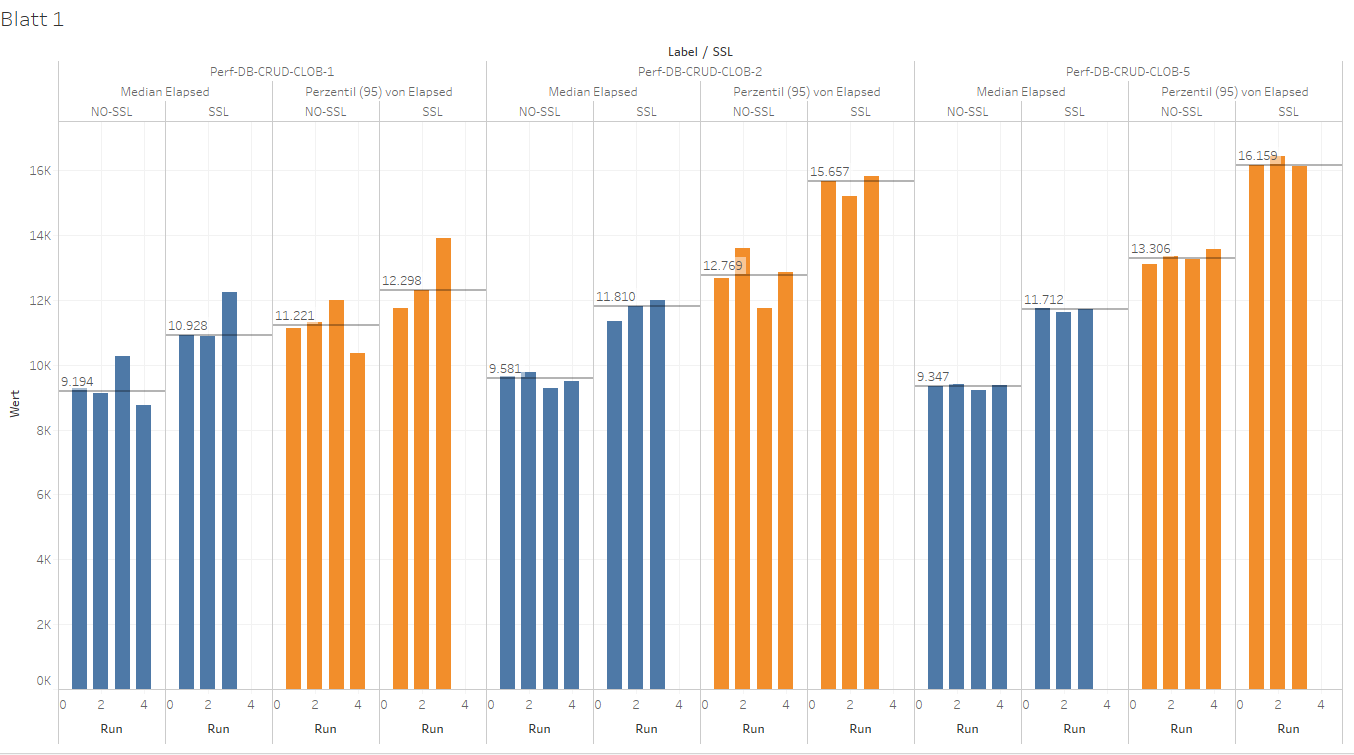 Blatt 1
Label / SSL
Perf-DB-CRUD-CLOB-1 Perf-DB-CRUD-CLOB-2 Perf-DB-CRUD-CLOB-5
Median Elapsed Perzentil (95) von Elapsed Median Elapsed Perzentil (95) von Elapsed Median Elapsed Perzentil (95) von Elapsed
NO-SSL SSL NO-SSL SSL NO-SSL SSL NO-SSL SSL NO-SSL SSL NO-SSL SSL
16.159
16K 15.657
14K
13.306
12.769
12.298
12K 11.810 11.712
11.221
10.928
10K
9.581
9.347
9.194
Wert
8K
6K
4K
2K
0K
0 2 4 0 2 4 0 2 4 0 2 4 0 2 4 0 2 4 0 2 4 0 2 4 0 2 4 0 2 4 0 2 4 0 2 4
Run Run Run Run Run Run Run Run Run Run Run Run